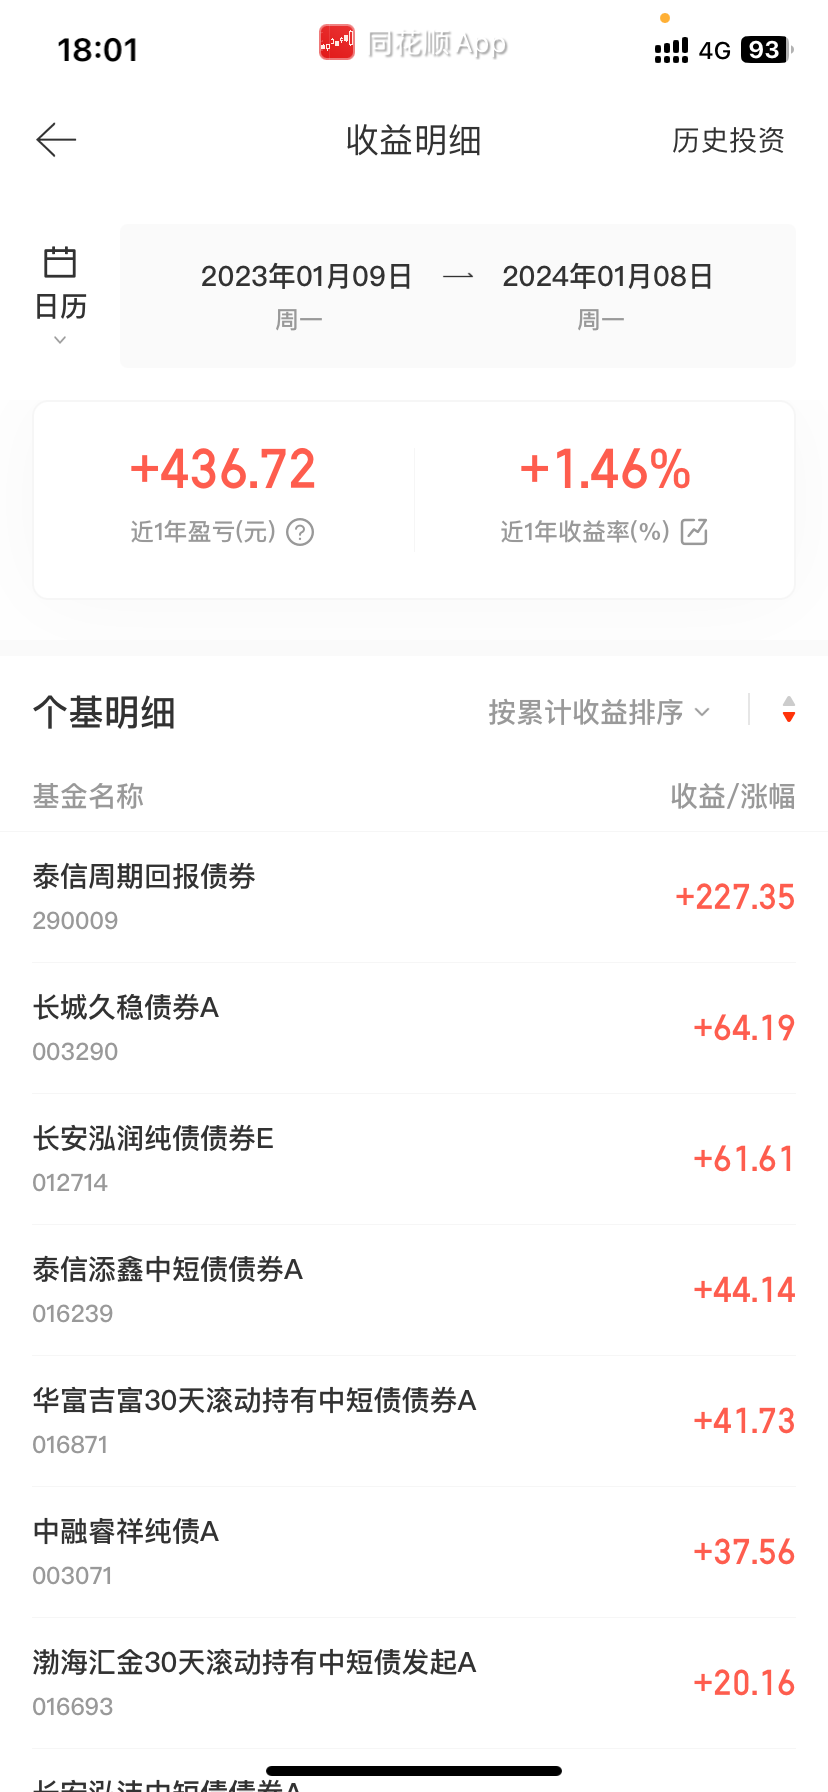 18:01
同花顺App
4G
93
收益明细
历史投资
日历
2023年01月09日
2024年01月08日
周一
周一
+436.72
+1.46%
近1年盈亏(元)
近1年收益率(%)
个基明细
按累计收益排序
基金名称
收益/涨幅
泰信周期回报债券
+227.35
290009
长城久稳债券A
+64.19
003290
长安泓润纯债债券E
+61.61
012714
泰信添鑫中短债债券A
+44.14
016239
华富吉富30天滚动持有中短债债券A
+41.73
016871
中融睿祥纯债A
+37.56
003071
渤海汇金30天滚动持有中短债发起A
+20.16
016693